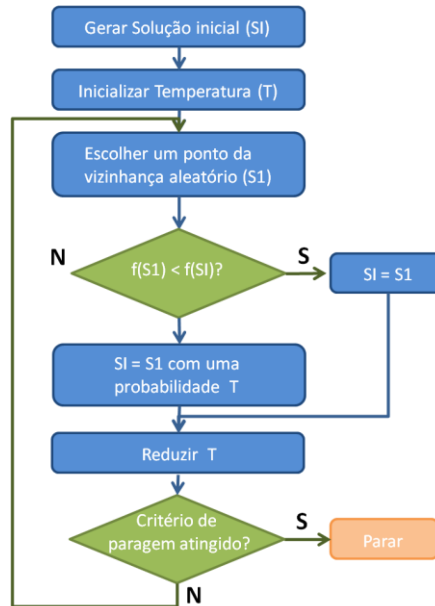 Gerar Solução inicial (SI)
Inicializar Temperatura (T)
Escolher um ponto da
vizinhança aleatório (S1)
N
f(S1) < f(SI)?
S
SI = S1
SI = S1 com uma
probabilidade T
Reduzir T
Critério de
paragem atingido?
S
Parar
N